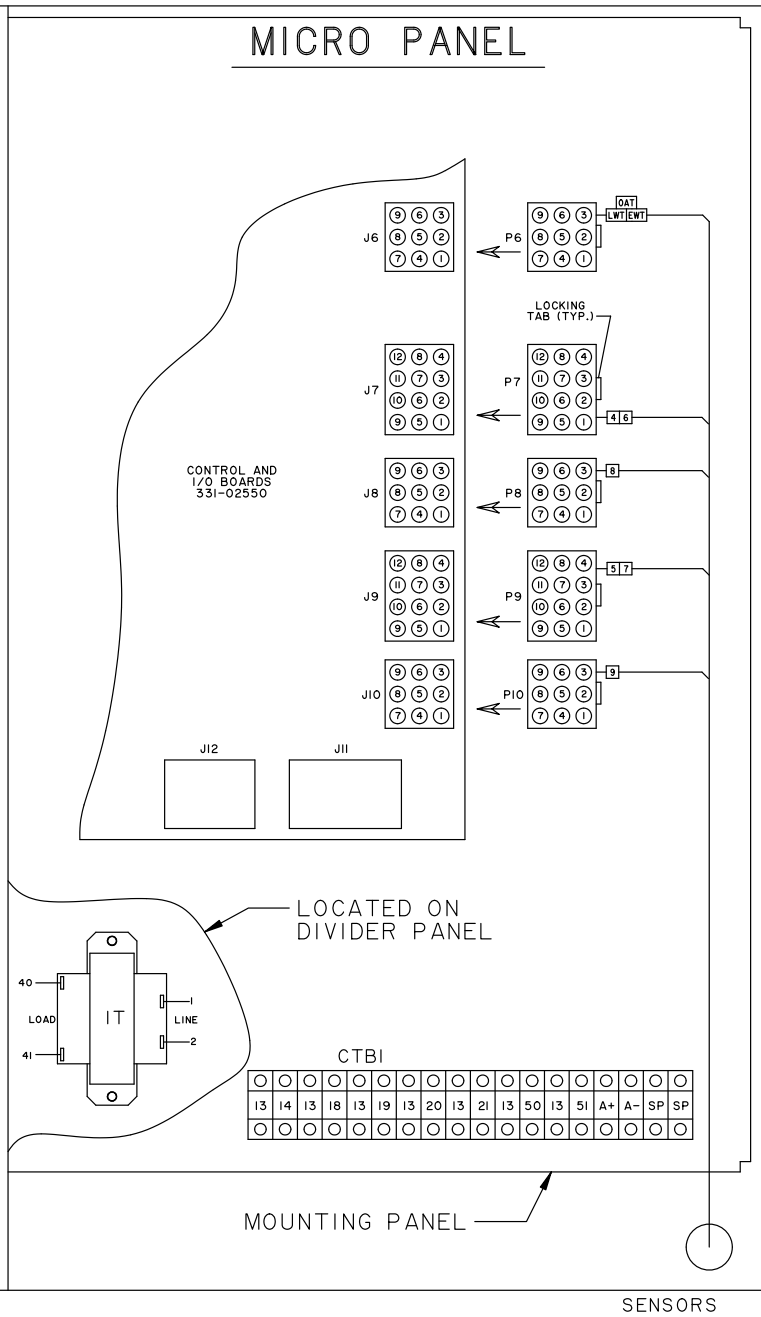 MICRO PANEL
OAT
LWT EWT
J6
9 6 3
8 5 2
7 4 1
P6
9 6 3
8 5 2
7 4 1
LOCKING
TAB (TYP.)
J7
12 8 4
11 7 3
10 6 2
9 5 1
P7
12 8 4
11 7 3
10 6 2
9 5 1
4 6
CONTROL AND
I/O BOARDS
331-02550
J8
9 6 3
8 5 2
7 4 1
P8
9 6 3
8 5 2
7 4 1
8
J9
12 8 4
11 7 3
10 6 2
9 5 1
P9
12 8 4
11 7 3
10 6 2
9 5 1
5 7
J10
9 6 3
8 5 2
7 4 1
P10
9 6 3
8 5 2
7 4 1
9
J12
J11
LOCATED ON
DIVIDER PANEL
40
1
LOAD
1T
LINE
41
2
CTB1
13 14 13 18 13 19 13 20 13 21 13 50 13 51 A+ A- SP SP
MOUNTING PANEL
SENSORS